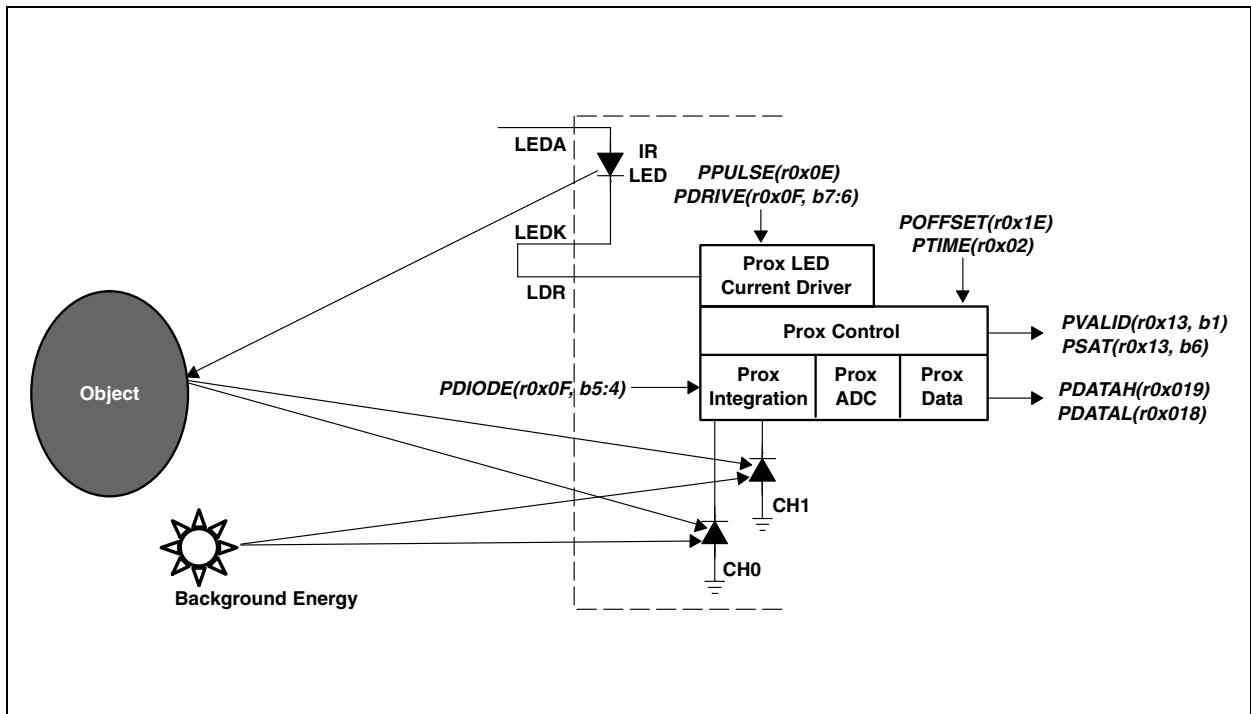 LEDA
IR
LED
PPULSE(r0x0E)
PDRIVE(r0x0F, b7:6)
POFFSET(r0x1E)
PTIME(r0x02)
LEDK
LDR
Prox LED
Current Driver
Prox Control
PVALID(r0x13, b1)
PSAT(r0x13, b6)
Object
PDIODE(r0x0F, b5:4)
Prox
Integration
Prox
ADC
Prox
Data
PDATAH(r0x019)
PDATAL(r0x018)
CH1
CH0
Background Energy